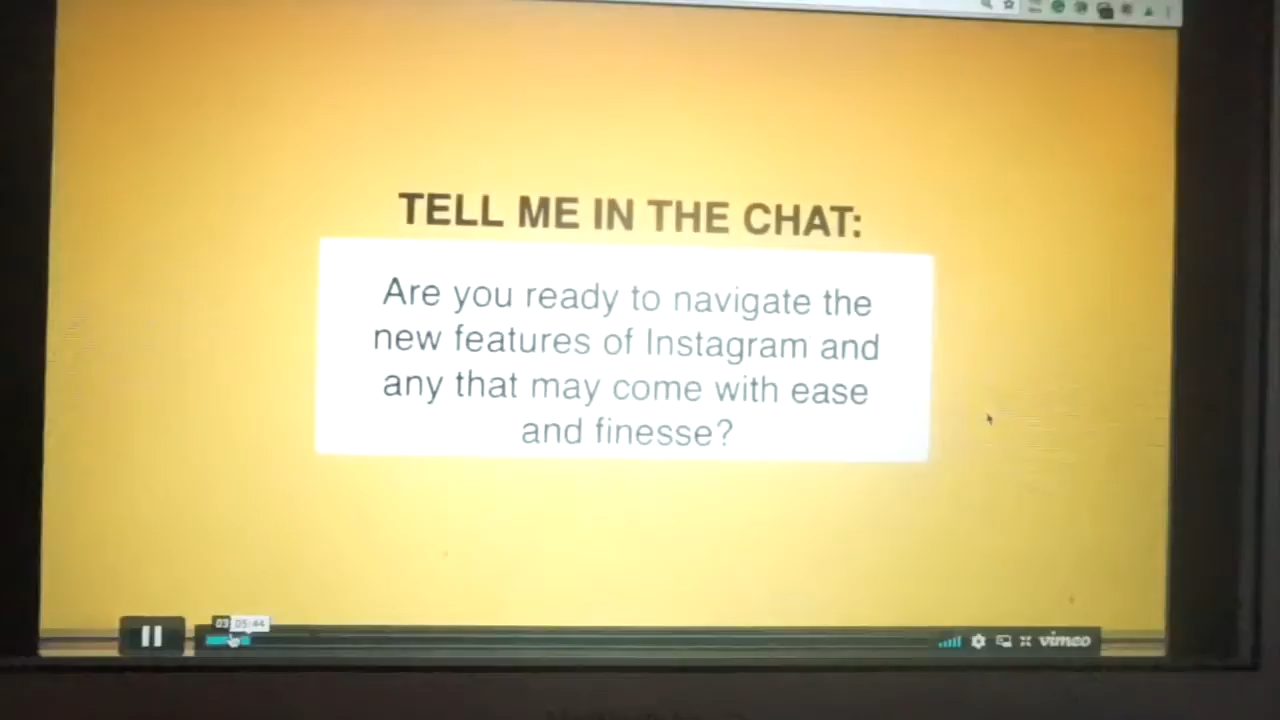 TELL ME IN THE CHAT:
Are you ready to navigate the
new features of Instagram and
any that may come with ease
and finesse?
03 05:44
vimeo